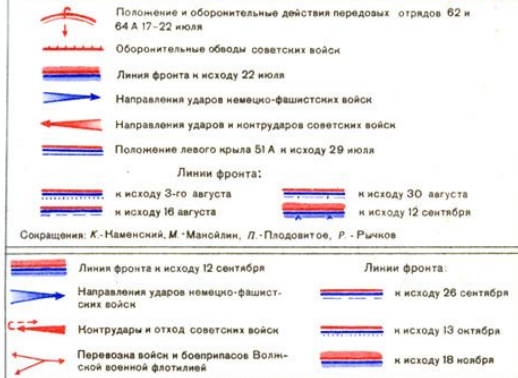 Положение и оборонительные действия передовых отрядов 62 и
64 А 17-22 июля
Оборонительные обводы советских войск
Линия фронта к исходу 22 июля
Направления ударов немецко-фашистских войск
Направления ударов и контрударов советских войск
Положение левого крыла 51 А к исходу 29 июля
Линии фронта:
к исходу 3-го августа
к исходу 30 августа
к исходу 16 августа
к исходу 12 сентября
Сокращения: К.-Каменский, М.-Манойлин, П.-Плодовитое, Р.-Рычков
Линия фронта к исходу 12 сентября
Линии фронта:
Направления ударов немецко-фашист-
ских войск
к исходу 26 сентября
Контрудары и отход советских войск
к исходу 13 октября
Перевозка войск и боеприпасов Волж-
ской военной флотилией
к исходу 18 ноября